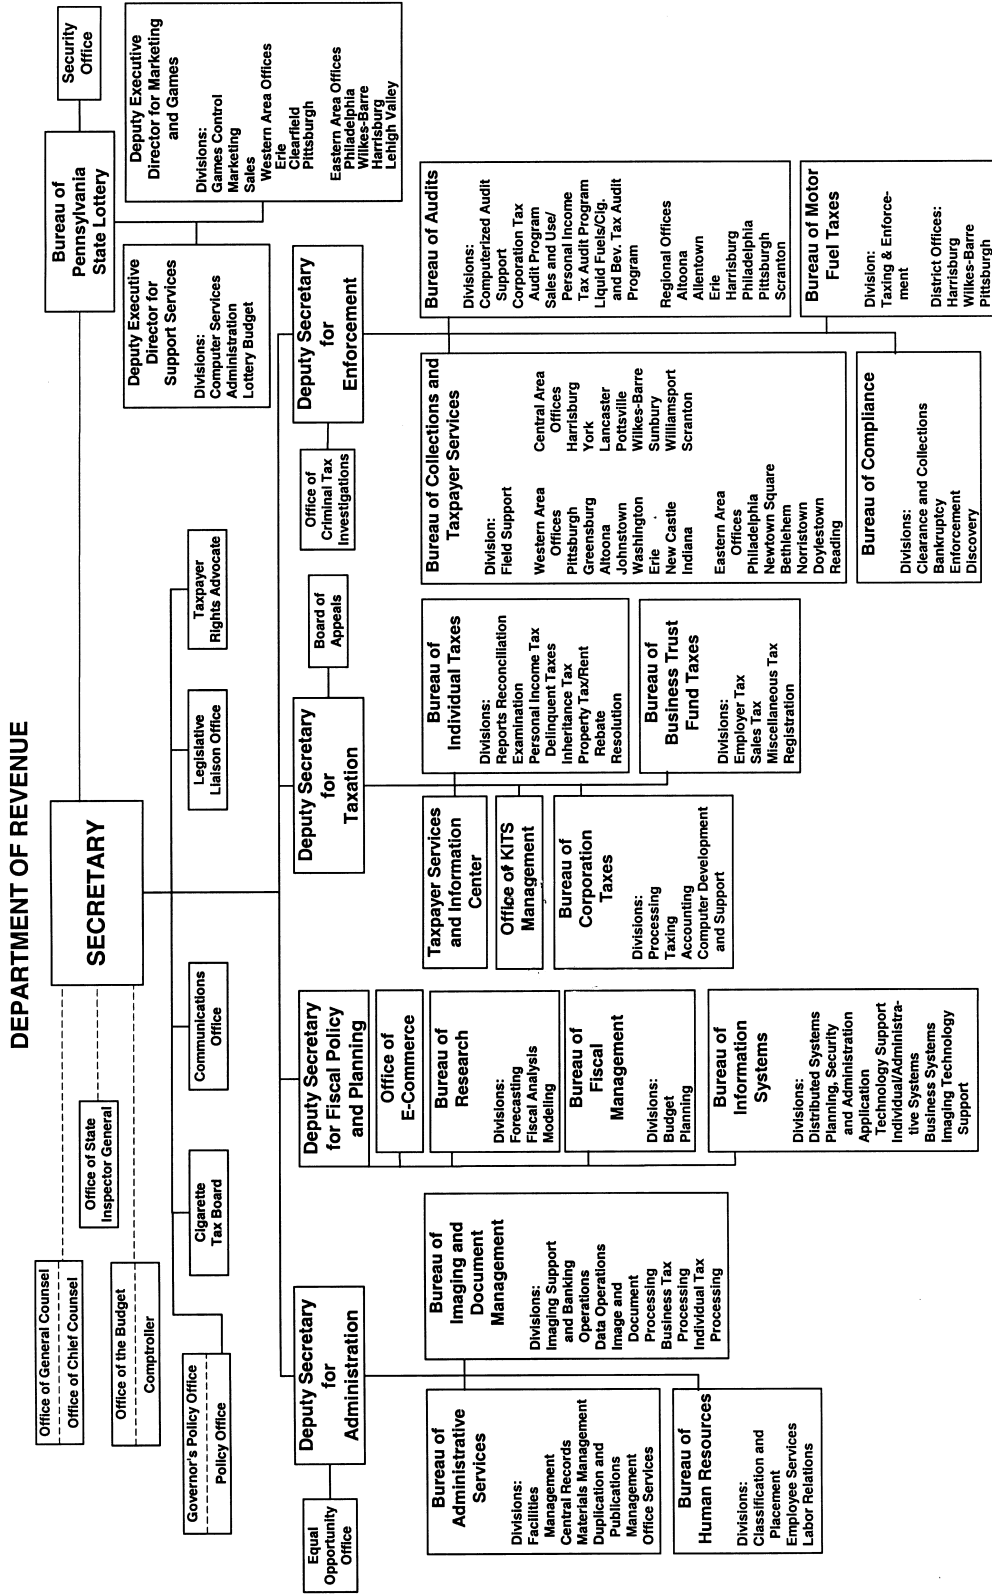 DEPARTMENT OF REVENUE
SECRETARY
Office of General Counsel
Office of Chief Counsel
Office of State
Inspector General
Office of the Budget
Comptroller
Governor's Policy Office
Policy Office
Cigarette
Tax Board
Communications
Office
Legislative
Liaison Office
Taxpayer
Rights Advocate
Bureau of
Pennsylvania
State Lottery
Security
Office
Deputy Executive
Director for
Support Services
Divisions:
Computer Services
Administration
Lottery Budget
Deputy Executive
Director for Marketing
and Games
Divisions:
Games Control
Marketing
Sales
Western Area Offices
Erie
Clearfield
Pittsburgh
Eastern Area Offices
Philadelphia
Wilkes-Barre
Harrisburg
Lehigh Valley
Equal
Opportunity
Office
Deputy Secretary
for
Administration
Bureau of
Administrative
Services
Divisions:
Facilities
Management
Central Records
Materials Management
Duplication and
Publications
Management
Office Services
Bureau of
Imaging and
Document
Management
Divisions:
Imaging Support
and Banking
Operations
Data Operations
Image and
Document
Processing
Business Tax
Processing
Individual Tax
Processing
Bureau of
Human Resources
Divisions:
Classification and
Placement
Employee Services
Labor Relations
Deputy Secretary
for Fiscal Policy
and Planning
Office of
E-Commerce
Bureau of
Research
Divisions:
Forecasting
Fiscal Analysis
Modeling
Bureau of
Fiscal
Management
Divisions:
Budget
Planning
Bureau of
Information
Systems
Divisions:
Distributed Systems
Planning, Security
and Administration
Application
Technology Support
Individual/Administra-
tive Systems
Business Systems
Imaging Technology
Support
Deputy Secretary
for
Taxation
Board of
Appeals
Taxpayer Services
and Information
Center
Office of KITS
Management
Bureau of
Corporation
Taxes
Divisions:
Processing
Taxing
Accounting
Computer Development
and Support
Bureau of
Individual Taxes
Divisions:
Reports Reconciliation
Examination
Personal Income Tax
Delinquent Taxes
Inheritance Tax
Property Tax/Rent
Rebate
Resolution
Bureau of
Business Trust
Fund Taxes
Divisions:
Employer Tax
Sales Tax
Miscellaneous Tax
Registration
Office of
Criminal Tax
Investigations
Deputy Secretary
for
Enforcement
Bureau of Collections and
Taxpayer Services
Division:
Field Support
Western Area
Offices
Pittsburgh
Greensburg
Altoona
Johnstown
Washington
Erie
New Castle
Indiana
Central Area
Offices
Harrisburg
York
Lancaster
Pottsville
Wilkes-Barre
Sunbury
Williamsport
Scranton
Eastern Area
Offices
Philadelphia
Newtown Square
Bethlehem
Norristown
Doylestown
Reading
Bureau of Audits
Divisions:
Computerized Audit
Support
Corporation Tax
Audit Program
Sales and Use/
Personal Income
Tax Audit Program
Liquid Fuels/Cig.
and Bev. Tax Audit
Program
Regional Offices
Altoona
Allentown
Erie
Harrisburg
Philadelphia
Pittsburgh
Scranton
Bureau of Compliance
Divisions:
Clearance and Collections
Bankruptcy
Enforcement
Discovery
Bureau of Motor
Fuel Taxes
Division:
Taxing & Enforce-
ment
District Offices:
Harrisburg
Wilkes-Barre
Pittsburgh